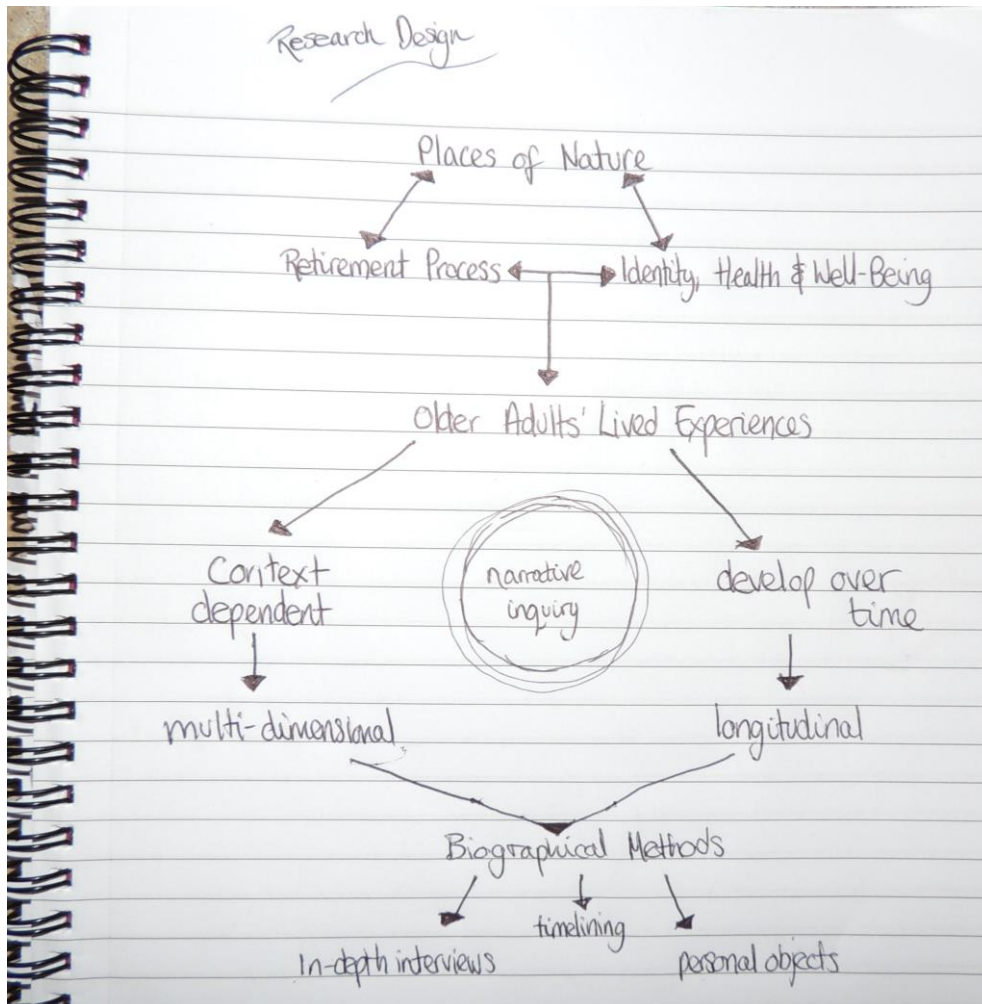 Research Design
Places of Nature
Retirement Process
Identity, Health & Well-Being
Older Adults' Lived Experiences
Context
dependent
narrative
inquiry
develop over
time
multi-dimensional
longitudinal
Biographical Methods
timelining
In-depth interviews
personal objects